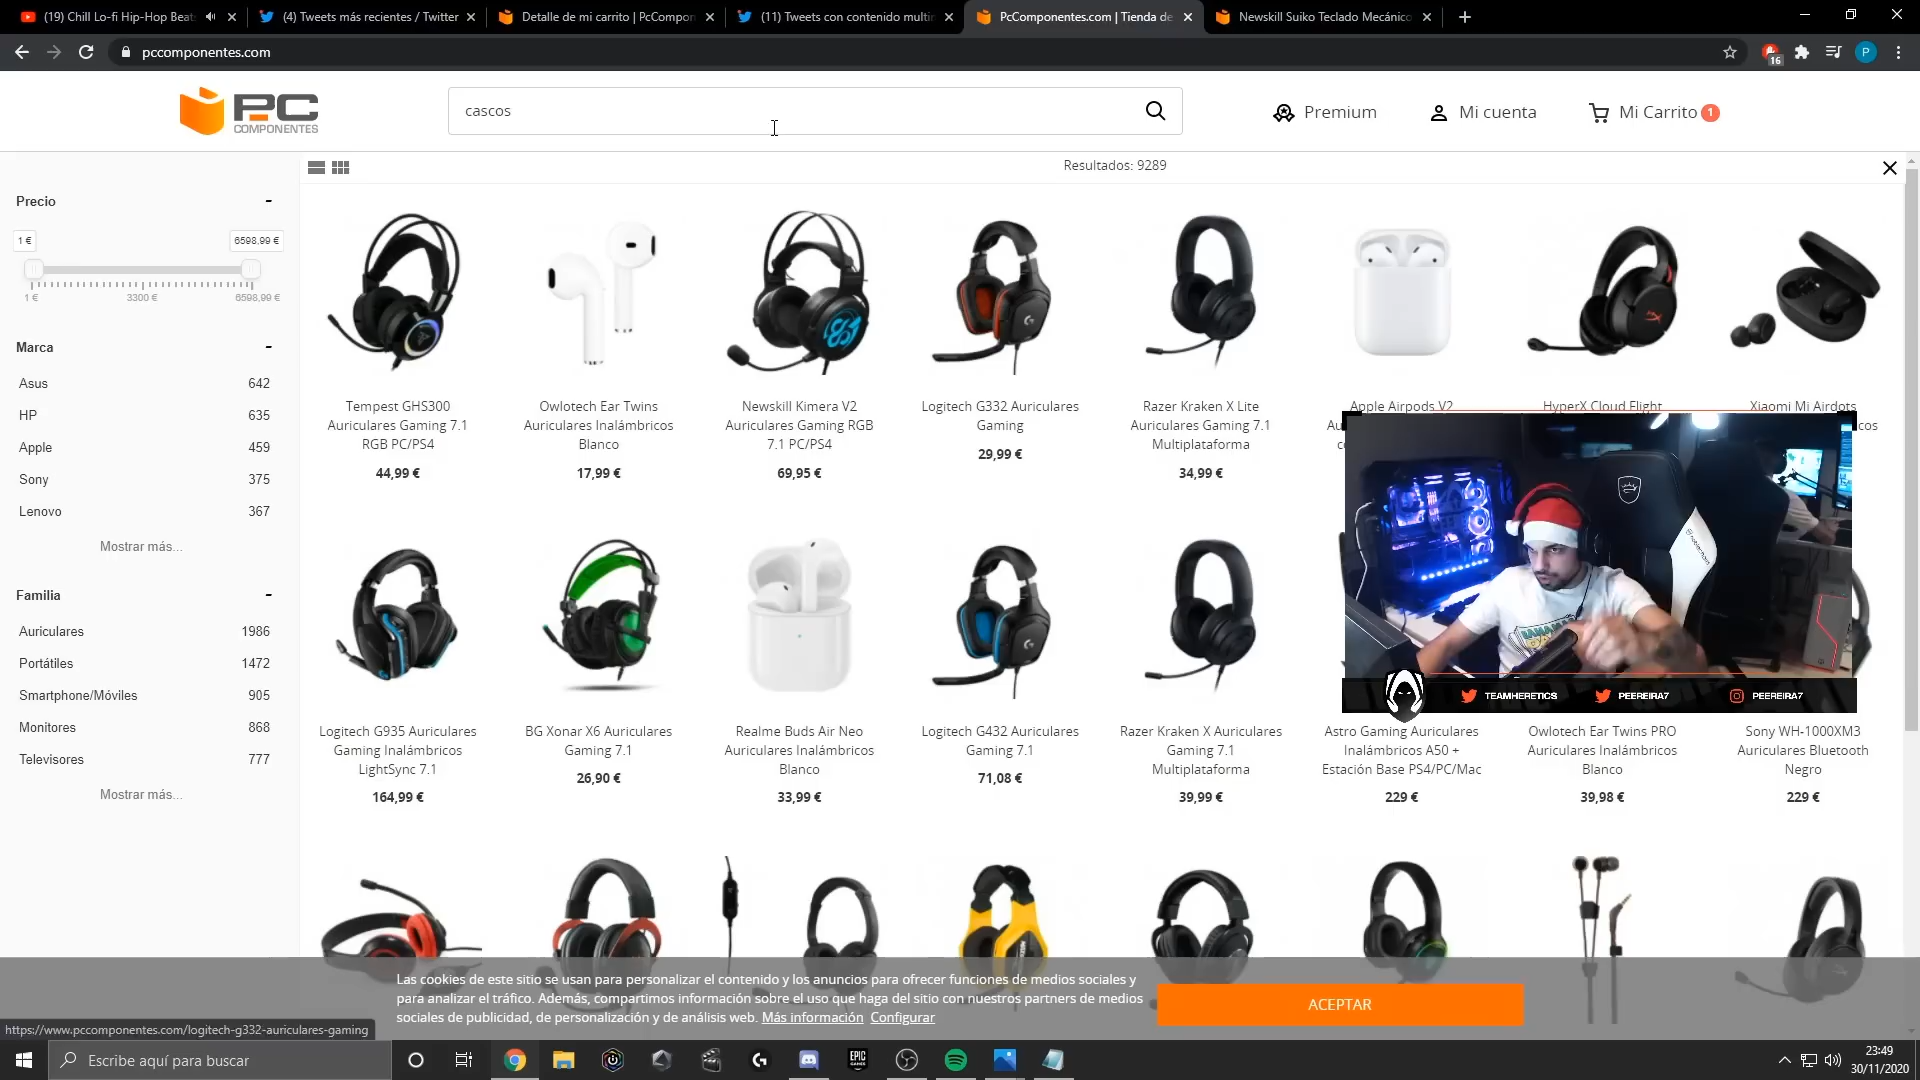 (19) Chill Lo-fi Hip-Hop Beat
(4) Tweets más recientes / Twitter
Detalle de mi carrito | PcCompon
(11) Tweets con contenido multi
PcComponentes.com | Tienda de
Newskill Suiko Teclado Mecánico
pccomponentes.com
16
P
PC
COMPONENTES
cascos
Premium
Mi cuenta
Mi Carrito 1
Resultados: 9289
Precio -
1 € 6598.99 €
1 € 3300 € 6598,99 €
Marca -
Asus 642
HP 635
Apple 459
Sony 375
Lenovo 367
Mostrar más...
Familia -
Auriculares 1986
Portátiles 1472
Smartphone/Móviles 905
Monitores 868
Televisores 777
Mostrar más...
Tempest GHS300
Auriculares Gaming 7.1
RGB PC/PS4
44,99 €
Owlotech Ear Twins
Auriculares Inalámbricos
Blanco
17,99 €
Newskill Kimera V2
Auriculares Gaming RGB
7.1 PC/PS4
69,95 €
Logitech G332 Auriculares
Gaming
29,99 €
Razer Kraken X Lite
Auriculares Gaming 7.1
Multiplataforma
34,99 €
Apple Airpods V2
HyperX Cloud Flight
Xiaomi Mi Airdots
TEAMHERETICS
PEEREIRA7
PEEREIRA7
Logitech G935 Auriculares
Gaming Inalámbricos
LightSync 7.1
164,99 €
BG Xonar X6 Auriculares
Gaming 7.1
26,90 €
Realme Buds Air Neo
Auriculares Inalámbricos
Blanco
33,99 €
Logitech G432 Auriculares
Gaming 7.1
71,08 €
Razer Kraken X Auriculares
Gaming 7.1
Multiplataforma
39,99 €
Astro Gaming Auriculares
Inalámbricos A50 +
Estación Base PS4/PC/Mac
229 €
Owlotech Ear Twins PRO
Auriculares Inalámbricos
Blanco
39,98 €
Sony WH-1000XM3
Auriculares Bluetooth
Negro
229 €
Las cookies de este sitio se usan para personalizar el contenido y los anuncios para ofrecer funciones de medios sociales y
para analizar el tráfico. Además, compartimos información sobre el uso que haga del sitio con nuestros partners de medios
sociales de publicidad, de personalización y de análisis web. Más información Configurar
ACEPTAR
https://www.pccomponentes.com/logitech-g332-auriculares-gaming
Escribe aquí para buscar
EPIC
GAMES
23:49
30/11/2020